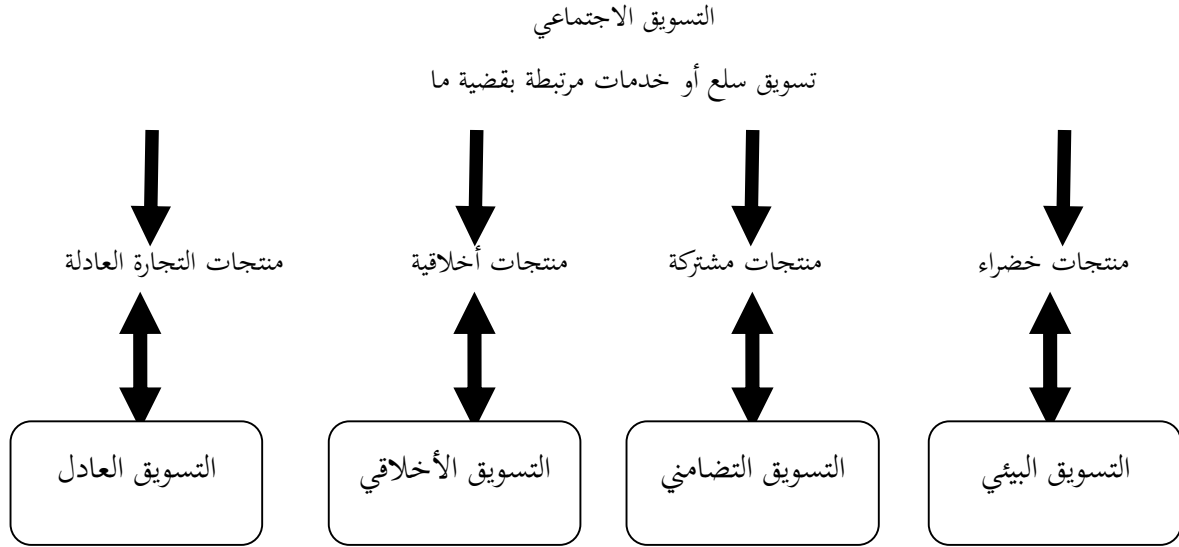 التسويق الاجتماعي
تسويق سلع أو خدمات مرتبطة بقضية ما
منتجات خضراء
منتجات مشتركة
منتجات أخلاقية
منتجات التجارة العادلة
التسويق البيئي
التسويق التضامني
التسويق الأخلاقي
التسويق العادل